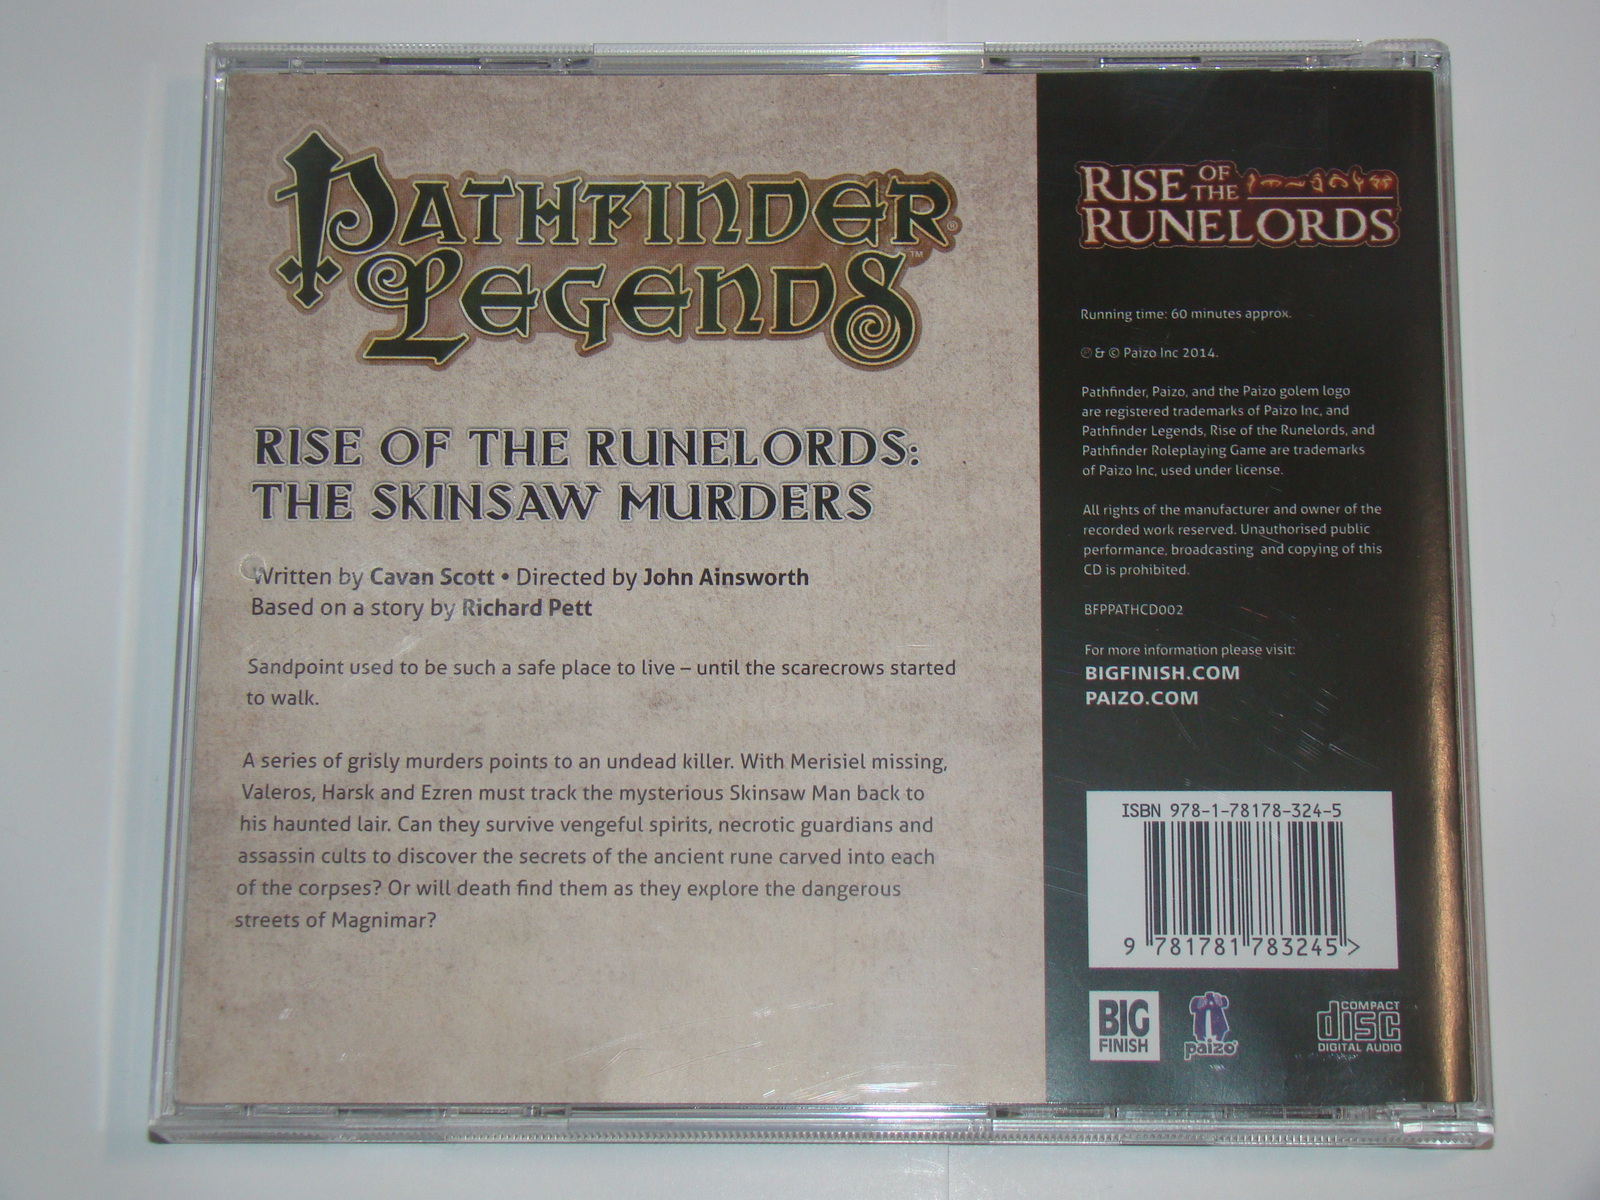 PATHFINDER®
LEGENDS™
RISE OF THE RUNELORDS:
THE SKINSAW MURDERS
Written by Cavan Scott • Directed by John Ainsworth
Based on a story by Richard Pett
Sandpoint used to be such a safe place to live – until the scarecrows started
to walk.
A series of grisly murders points to an undead killer. With Merisiel missing,
Valeros, Harsk and Ezren must track the mysterious Skinsaw Man back to
his haunted lair. Can they survive vengeful spirits, necrotic guardians and
assassin cults to discover the secrets of the ancient rune carved into each
of the corpses? Or will death find them as they explore the dangerous
streets of Magnimar?
RISE OF THE
RUNELORDS
Running time: 60 minutes approx.
℗ & © Paizo Inc 2014.
Pathfinder, Paizo, and the Paizo golem logo
are registered trademarks of Paizo Inc, and
Pathfinder Legends, Rise of the Runelords, and
Pathfinder Roleplaying Game are trademarks
of Paizo Inc, used under license.
All rights of the manufacturer and owner of the
recorded work reserved. Unauthorised public
performance, broadcasting and copying of this
CD is prohibited.
BFPPATHCD002
For more information please visit:
BIGFINISH.COM
PAIZO.COM
ISBN 978-1-78178-324-5
9 781781 783245 >
BIG
FINISH
paizo®
COMPACT
disc
DIGITAL AUDIO